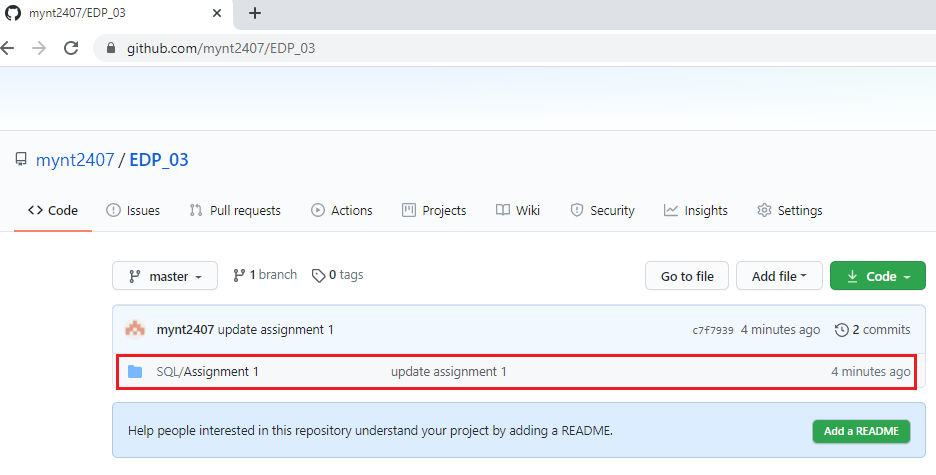 mynt2407/EDP_03
github.com/mynt2407/EDP_03
mynt2407 / EDP_03
<> Code Issues Pull requests Actions Projects Wiki Security Insights Settings
master 1 branch 0 tags Go to file Add file Code
mynt2407 update assignment 1 c7f7939 4 minutes ago 2 commits
SQL/Assignment 1 update assignment 1 4 minutes ago
Help people interested in this repository understand your project by adding a README. Add a README